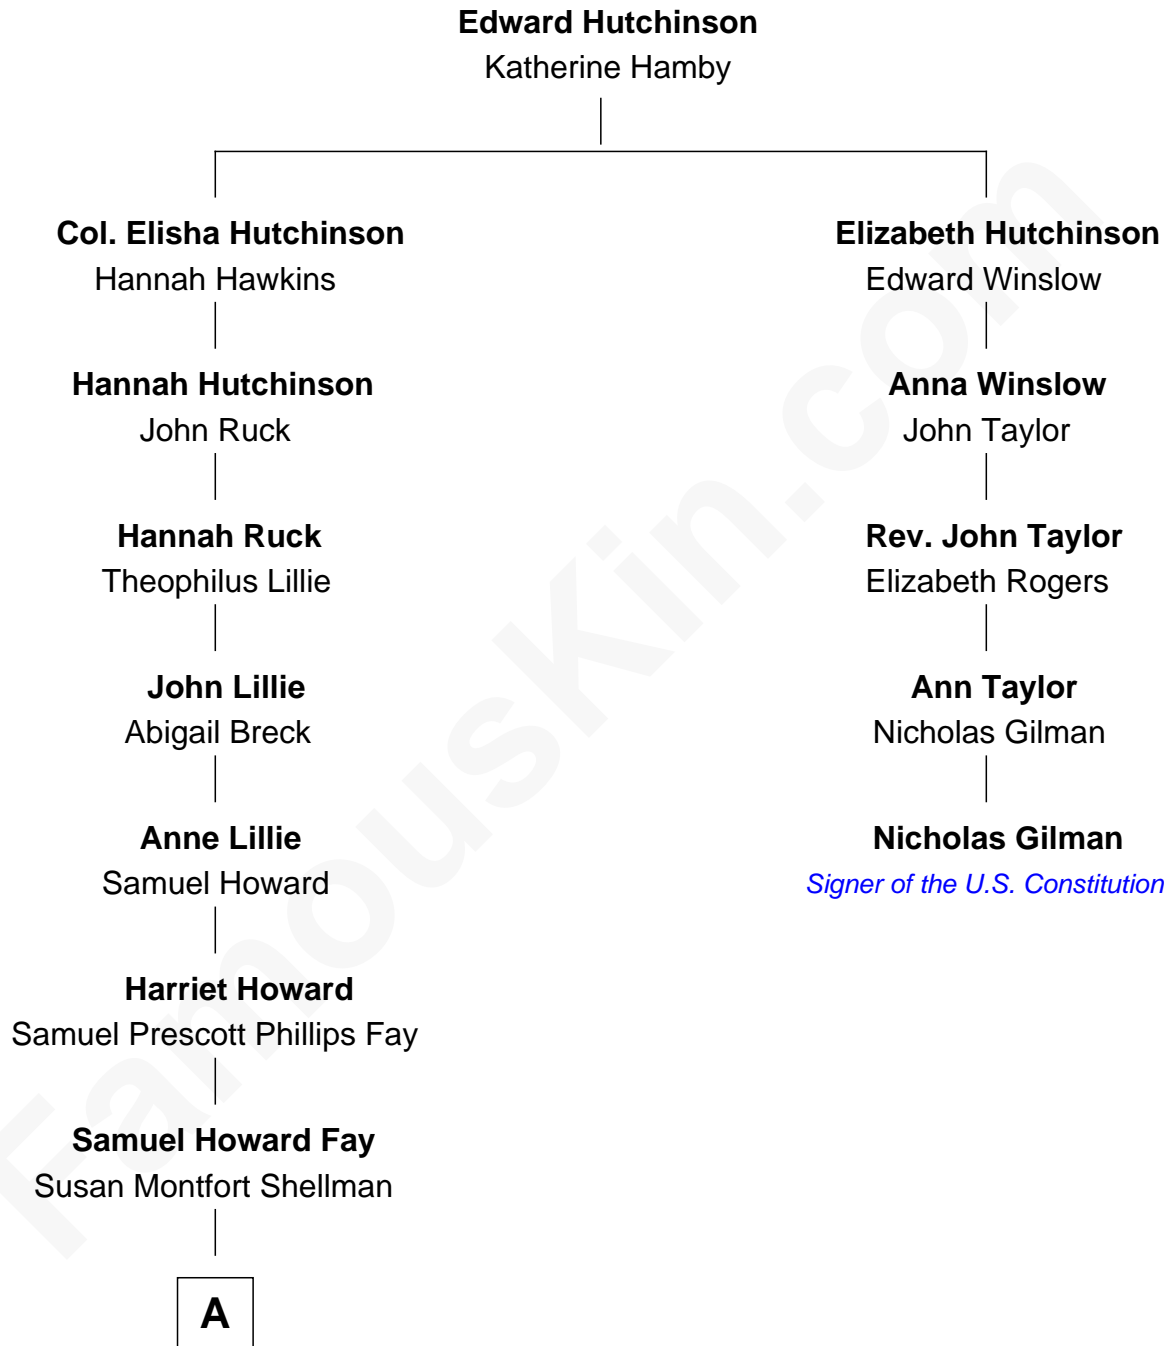 Edward Hutchinson
Katherine Hamby
Col. Elisha Hutchinson
Hannah Hawkins
Elizabeth Hutchinson
Edward Winslow
Hannah Hutchinson
John Ruck
Anna Winslow
John Taylor
Hannah Ruck
Theophilus Lillie
Rev. John Taylor
Elizabeth Rogers
John Lillie
Abigail Breck
Ann Taylor
Nicholas Gilman
Anne Lillie
Samuel Howard
Nicholas Gilman
Signer of the U.S. Constitution
Harriet Howard
Samuel Prescott Phillips Fay
Samuel Howard Fay
Susan Montfort Shellman
A
FamousKin.com